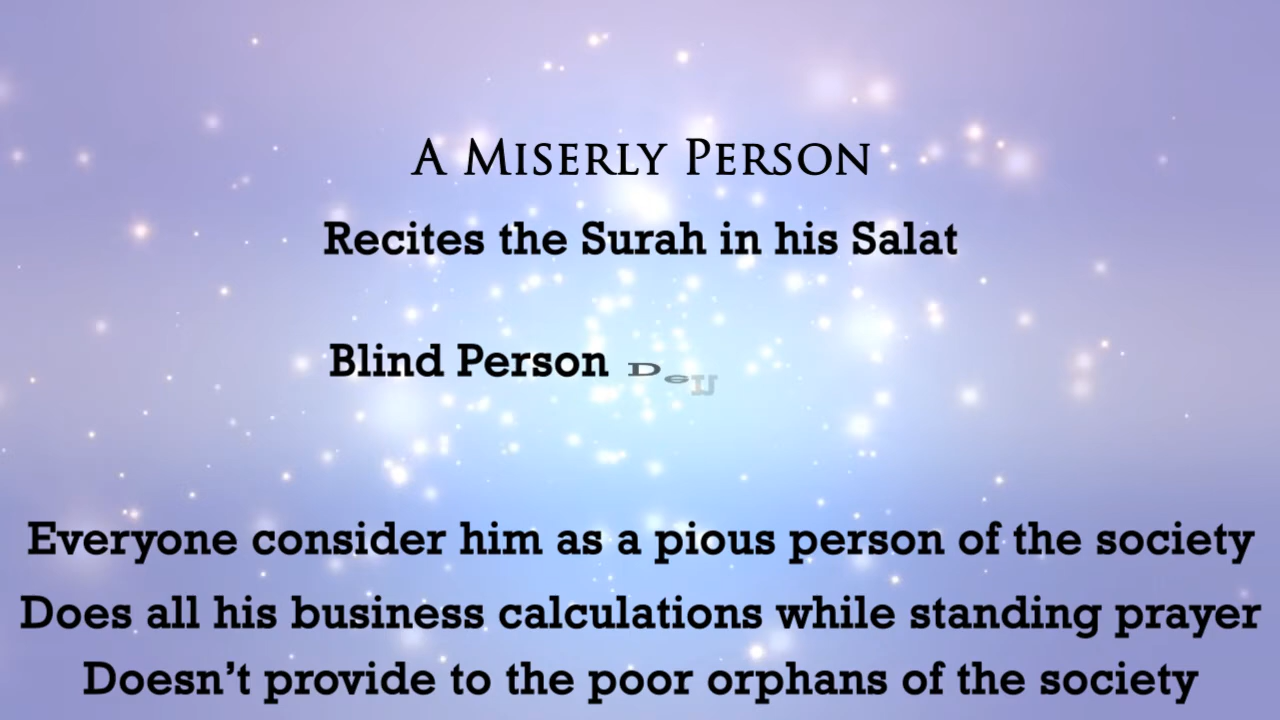 A Miserly Person
Recites the Surah in his Salat
Blind Person
Everyone consider him as a pious person of the society
Does all his business calculations while standing prayer
Doesn't provide to the poor orphans of the society